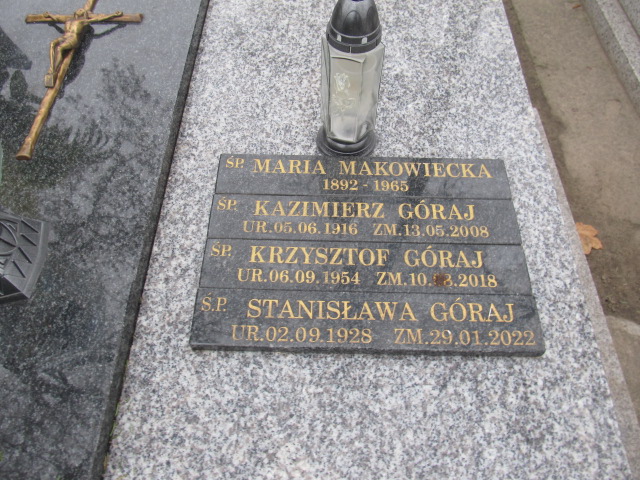 ŚP. MARIA MAKOWIECKA
1892 - 1965
ŚP. KAZIMIERZ GÓRAJ
UR.05.06.1916 ZM.13.05.2008
ŚP. KRZYSZTOF GÓRAJ
UR.06.09.1954
Ś.P. STANISŁAWA GÓRAJ
UR.02.09.1928 ZM.29.01.2022